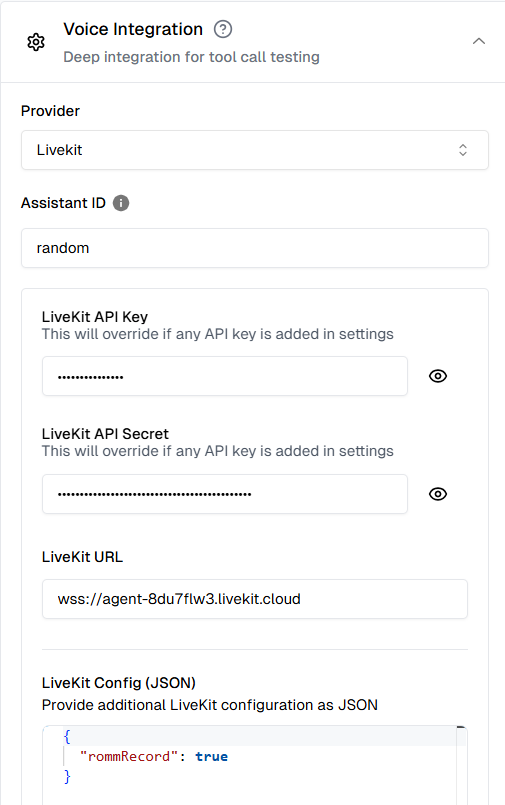 Voice Integration
Deep integration for tool call testing
Provider
Livekit
Assistant ID
random
LiveKit API Key
This will override if any API key is added in settings
•••••••••••••••
LiveKit API Secret
This will override if any API key is added in settings
••••••••••••••••••••••••••••••••••••••••••••
LiveKit URL
wss://agent-8du7flw3.livekit.cloud
LiveKit Config (JSON)
Provide additional LiveKit configuration as JSON
{
"rommRecord": true
}